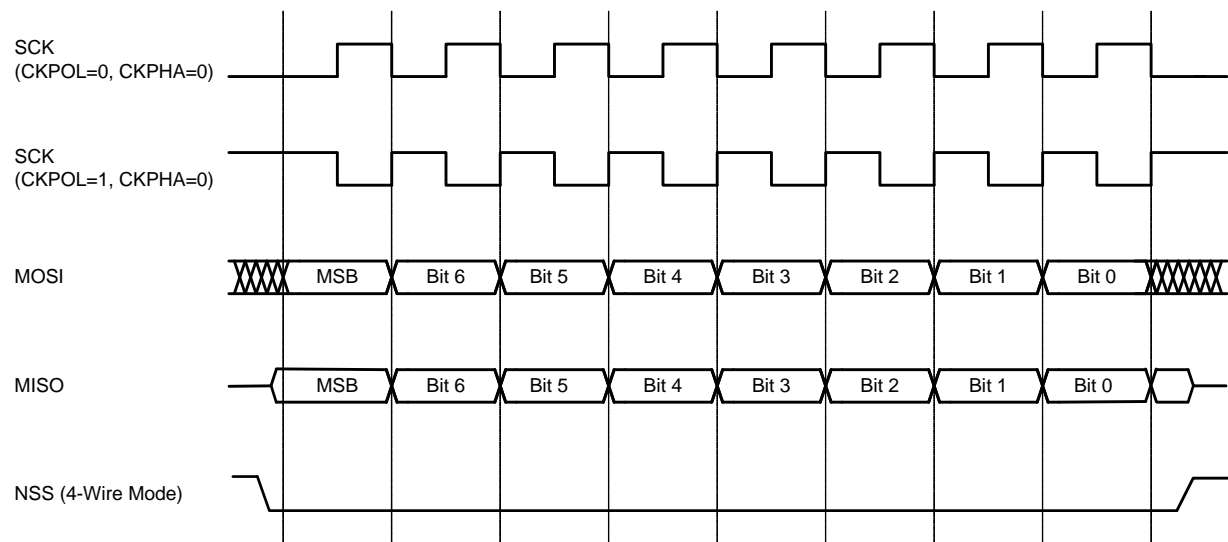 SCK
(CKPOL=0, CKPHA=0)
SCK
(CKPOL=1, CKPHA=0)
MOSI
MSB Bit 6 Bit 5 Bit 4 Bit 3 Bit 2 Bit 1 Bit 0
MISO
MSB Bit 6 Bit 5 Bit 4 Bit 3 Bit 2 Bit 1 Bit 0
NSS (4-Wire Mode)